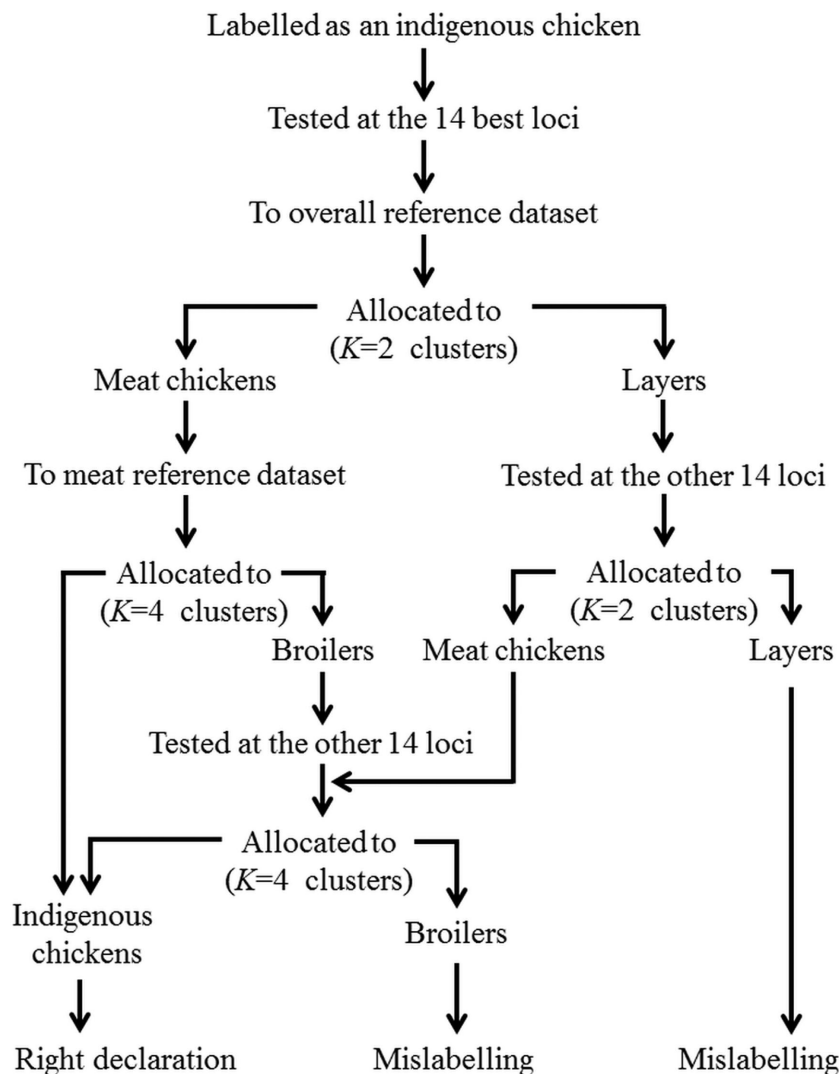 Labelled as an indigenous chicken
Tested at the 14 best loci
To overall reference dataset
Allocated to
(K=2 clusters)
Meat chickens
Layers
To meat reference dataset
Tested at the other 14 loci
Allocated to
(K=4 clusters)
Allocated to
(K=2 clusters)
Broilers
Meat chickens
Layers
Tested at the other 14 loci
Allocated to
(K=4 clusters)
Indigenous
chickens
Broilers
Right declaration
Mislabelling
Mislabelling